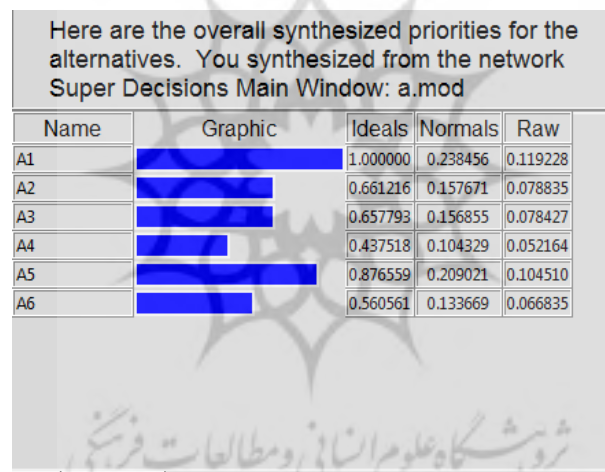 Here are the overall synthesized priorities for the
alternatives. You synthesized from the network
Super Decisions Main Window: a.mod
Name Graphic Ideals Normals Raw
A1 1.000000 0.238456 0.119228
A2 0.661216 0.157671 0.078835
A3 0.657793 0.156855 0.078427
A4 0.437518 0.104329 0.052164
A5 0.876559 0.209021 0.104510
A6 0.560561 0.133669 0.066835
پژوهشگاه علوم انسانی و مطالعات فرهنگی